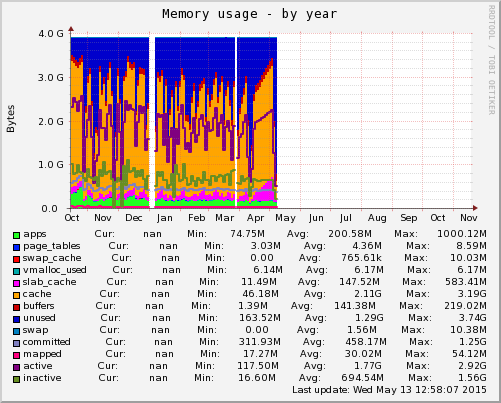 Memory usage - by year
RRDTOOL / TOBI OETIKER
Bytes
4.0 G
3.0 G
2.0 G
1.0 G
0.0
Oct Nov Dec Jan Feb Mar Apr May Jun Jul Aug Sep Oct Nov
apps Cur: nan Min: 74.75M Avg: 200.58M Max: 1000.12M
page_tables Cur: nan Min: 3.03M Avg: 4.36M Max: 8.59M
swap_cache Cur: nan Min: 0.00 Avg: 765.61k Max: 10.03M
vmalloc_used Cur: nan Min: 6.14M Avg: 6.17M Max: 6.17M
slab_cache Cur: nan Min: 11.49M Avg: 147.52M Max: 583.41M
cache Cur: nan Min: 46.18M Avg: 2.11G Max: 3.19G
buffers Cur: nan Min: 1.39M Avg: 141.38M Max: 219.02M
unused Cur: nan Min: 163.52M Avg: 1.29G Max: 3.74G
swap Cur: nan Min: 0.00 Avg: 1.56M Max: 10.38M
committed Cur: nan Min: 311.93M Avg: 458.17M Max: 1.25G
mapped Cur: nan Min: 17.27M Avg: 30.02M Max: 54.12M
active Cur: nan Min: 117.50M Avg: 1.77G Max: 2.92G
inactive Cur: nan Min: 16.60M Avg: 694.54M Max: 1.56G
Last update: Wed May 13 12:58:07 2015